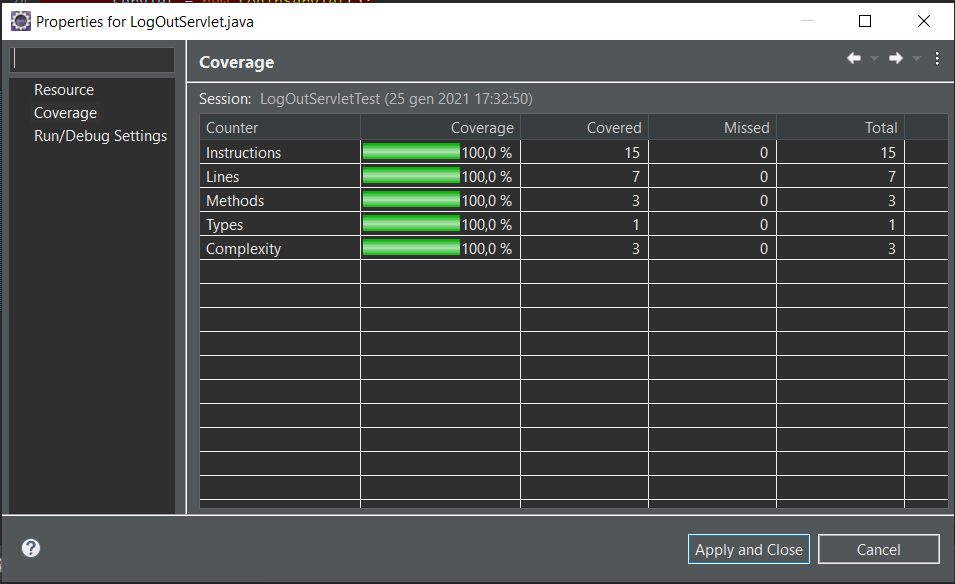 Properties for LogOutServlet.java
Resource
Coverage
Run/Debug Settings
Coverage
Session: LogOutServletTest (25 gen 2021 17:32:50)
Counter Coverage Covered Missed Total
Instructions 100,0 % 15 0 15
Lines 100,0 % 7 0 7
Methods 100,0 % 3 0 3
Types 100,0 % 1 0 1
Complexity 100,0 % 3 0 3
?
Apply and Close Cancel